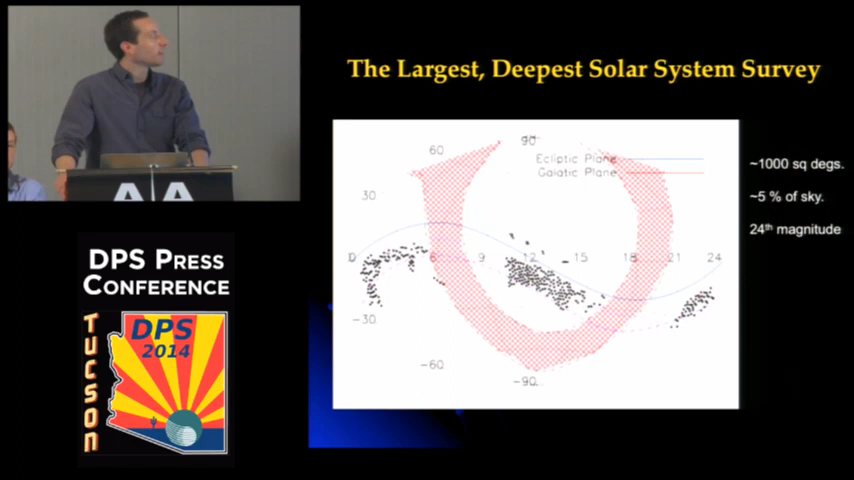 The Largest, Deepest Solar System Survey
AA
DPS PRESS
CONFERENCE
TUCSON
DPS
2014
90
60
Ecliptic Plane
Galatic Plane
30
0 6 9 12 15 18 21 24
-30
-60
-90
~1000 sq degs.
~5 % of sky.
24th magnitude